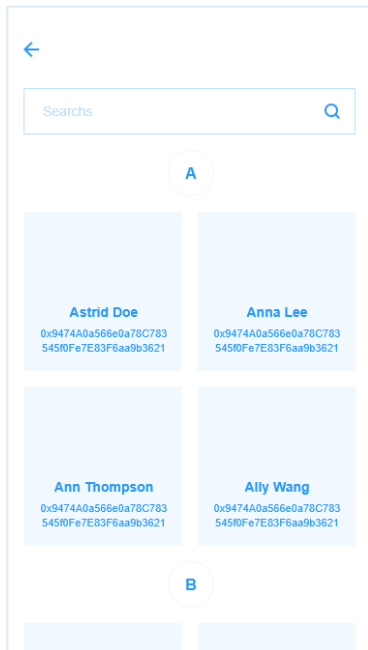 Searchs
A
Astrid Doe
0x9474A0a566e0a78C783
545f0Fe7E83F6aa9b3621
Anna Lee
0x9474A0a566e0a78C783
545f0Fe7E83F6aa9b3621
Ann Thompson
0x9474A0a566e0a78C783
545f0Fe7E83F6aa9b3621
Ally Wang
0x9474A0a566e0a78C783
545f0Fe7E83F6aa9b3621
B